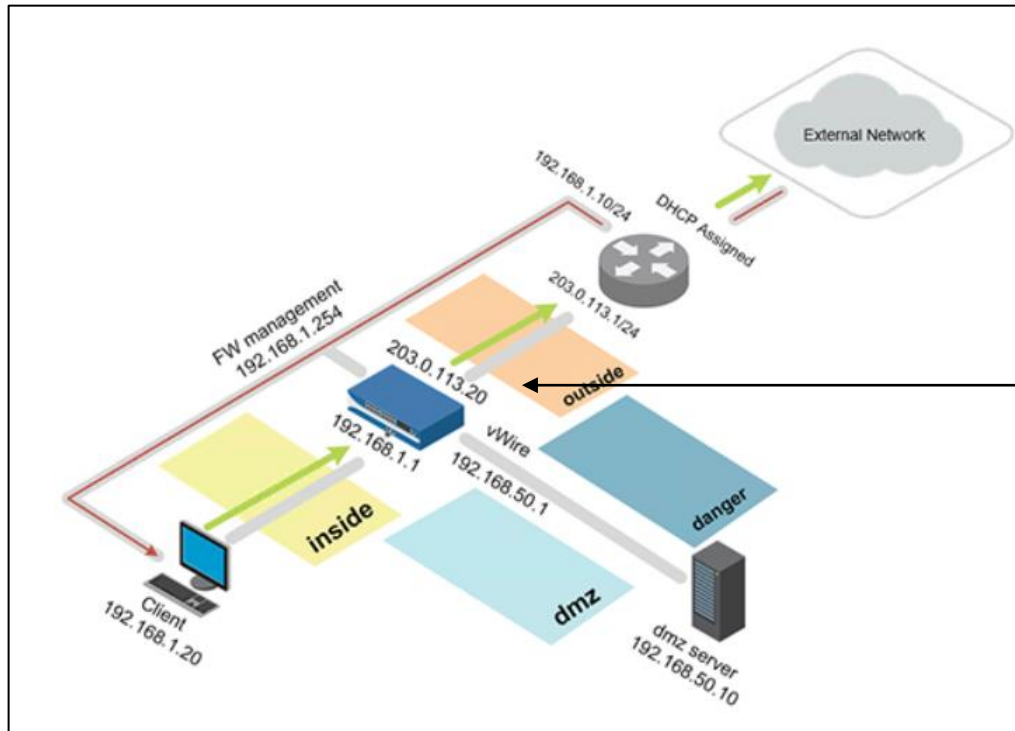 External Network
192.168.1.10/24
DHCP Assigned
203.0.113.1/24
FW management
192.168.1.254
203.0.113.20
outside
192.168.1.1
vWire
192.168.50.1
danger
inside
dmz
Client
192.168.1.20
dmz server
192.168.50.10